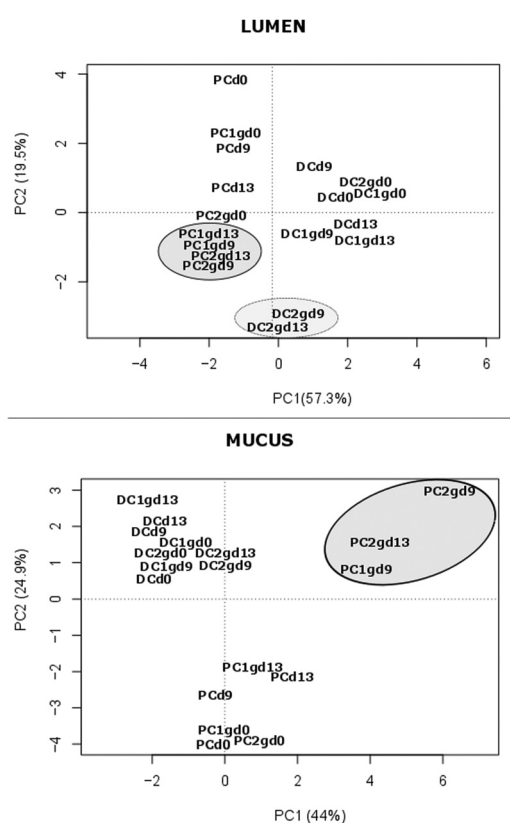 LUMEN
4
2
0
−2
PC2 (19.5%)
PCd0
PC1gd0
PCd9
PCd13
PC2gd0
PC1gd13
PC1gd9
PC2gd13
PC2gd9
DCd9
DC2gd0
DCd0 DC1gd0
DCd13
DC1gd9
DC1gd13
DC2gd9
DC2gd13
−4 −2 0 2 4 6
PC1(57.3%)
MUCUS
3
2
1
0
−1
−2
−3
−4
PC2 (24.9%)
DC1gd13
DCd13
DCd9
DC1gd0
DC2gd0 DC2gd13
DC1gd9 DC2gd9
DCd0
PC2gd9
PC2gd13
PC1gd9
PC1gd13
PCd13
PCd9
PC1gd0
PCd0 PC2gd0
−2 0 2 4 6
PC1 (44%)